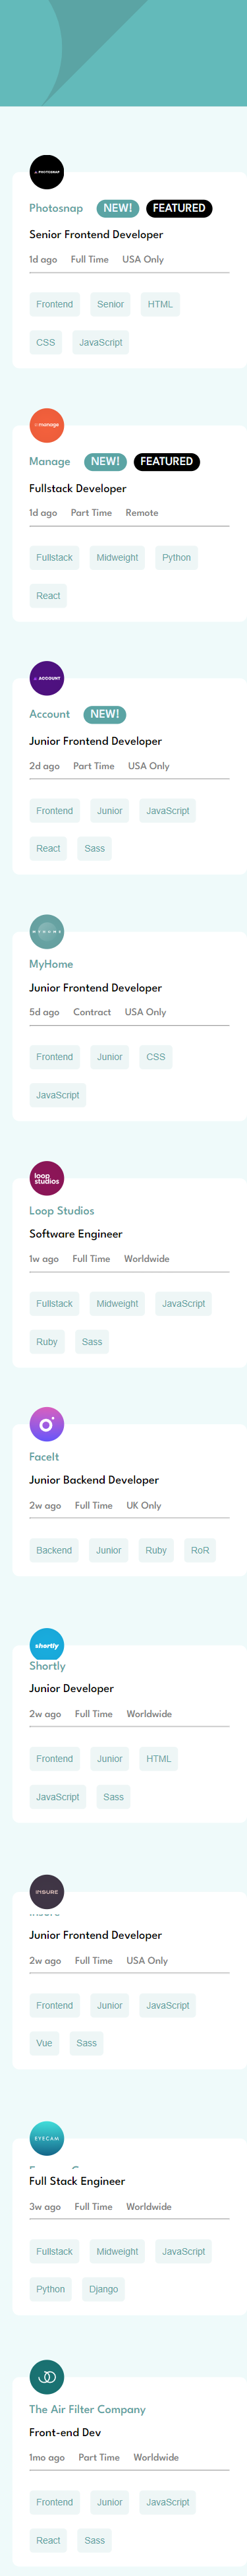 PHOTOSNAP
Photosnap NEW! FEATURED
Senior Frontend Developer
1d ago Full Time USA Only
Frontend Senior HTML
CSS JavaScript
manage
Manage NEW! FEATURED
Fullstack Developer
1d ago Part Time Remote
Fullstack Midweight Python
React
ACCOUNT
Account NEW!
Junior Frontend Developer
2d ago Part Time USA Only
Frontend Junior JavaScript
React Sass
MYHOME
MyHome
Junior Frontend Developer
5d ago Contract USA Only
Frontend Junior CSS
JavaScript
loop
studios
Loop Studios
Software Engineer
1w ago Full Time Worldwide
Fullstack Midweight JavaScript
Ruby Sass
FaceIt
Junior Backend Developer
2w ago Full Time UK Only
Backend Junior Ruby RoR
shortly
Shortly
Junior Developer
2w ago Full Time Worldwide
Frontend Junior HTML
JavaScript Sass
INSURE
Junior Frontend Developer
2w ago Full Time USA Only
Frontend Junior JavaScript
Vue Sass
EYECAM
Full Stack Engineer
3w ago Full Time Worldwide
Fullstack Midweight JavaScript
Python Django
The Air Filter Company
Front-end Dev
1mo ago Part Time Worldwide
Frontend Junior JavaScript
React Sass